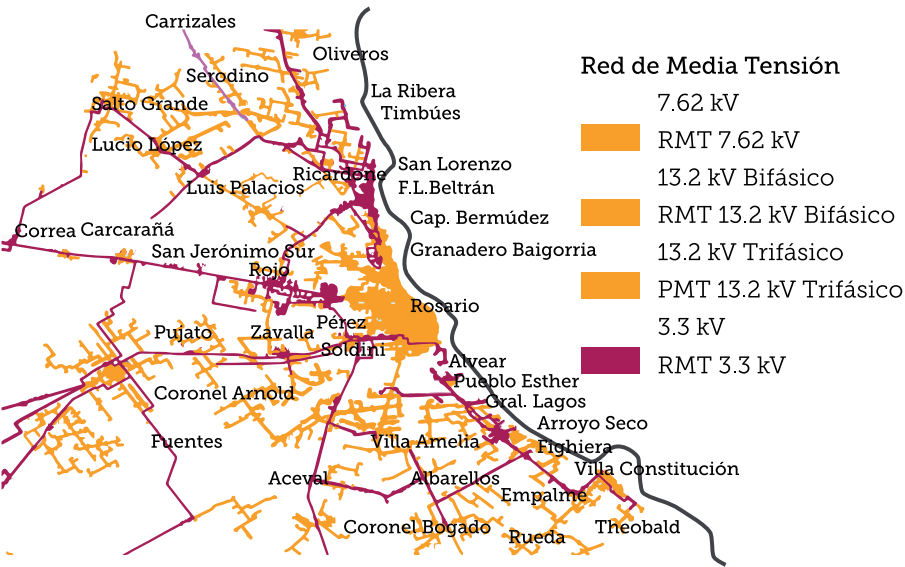 Carrizales
Oliveros
Serodino
La Ribera
Salto Grande
Timbúes
Lucio López
San Lorenzo
Ricardone
Luis Palacios
F.L.Beltrán
Cap. Bermúdez
Correa
Carcarañá
San Jerónimo Sur
Granadero Baigorria
Rojo
Rosario
Pérez
Pujato
Zavalla
Soldini
Alvear
Pueblo Esther
Coronel Arnold
Gral. Lagos
Arroyo Seco
Fuentes
Villa Amelia
Fighiera
Villa Constitución
Aceval
Albarellos
Empalme
Coronel Bogado
Rueda
Theobald
Red de Media Tensión
7.62 kV
RMT 7.62 kV
13.2 kV Bifásico
RMT 13.2 kV Bifásico
13.2 kV Trifásico
PMT 13.2 kV Trifásico
3.3 kV
RMT 3.3 kV